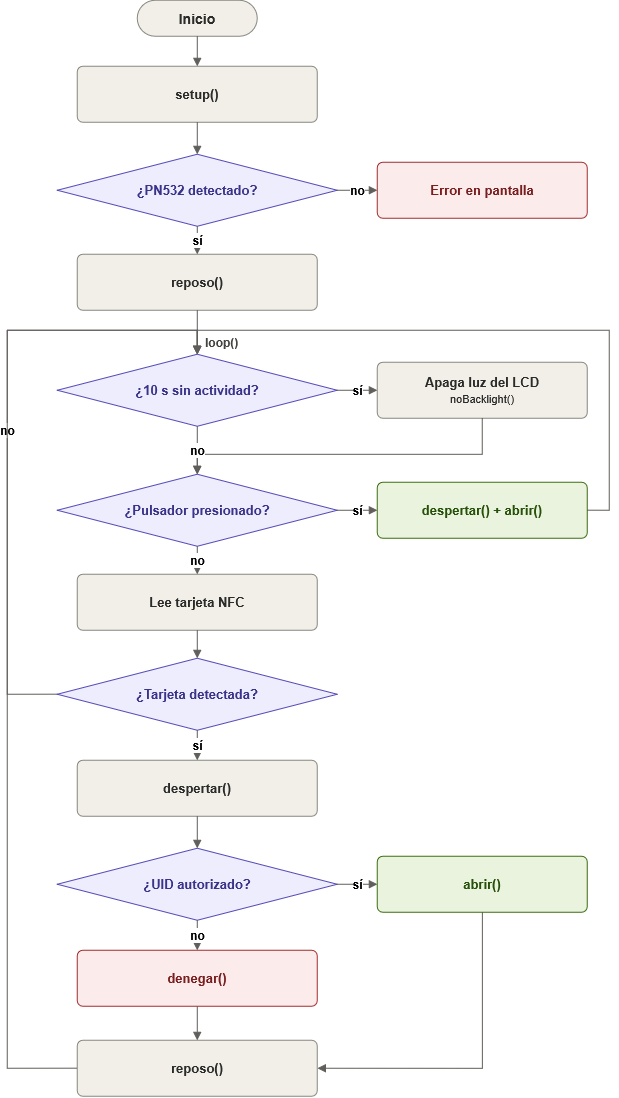 Inicio
setup()
¿PN532 detectado?
no
Error en pantalla
sí
reposo()
loop()
¿10 s sin actividad?
sí
Apaga luz del LCD
noBacklight()
no
no
¿Pulsador presionado?
sí
despertar() + abrir()
no
Lee tarjeta NFC
¿Tarjeta detectada?
sí
despertar()
¿UID autorizado?
sí
abrir()
no
denegar()
reposo()